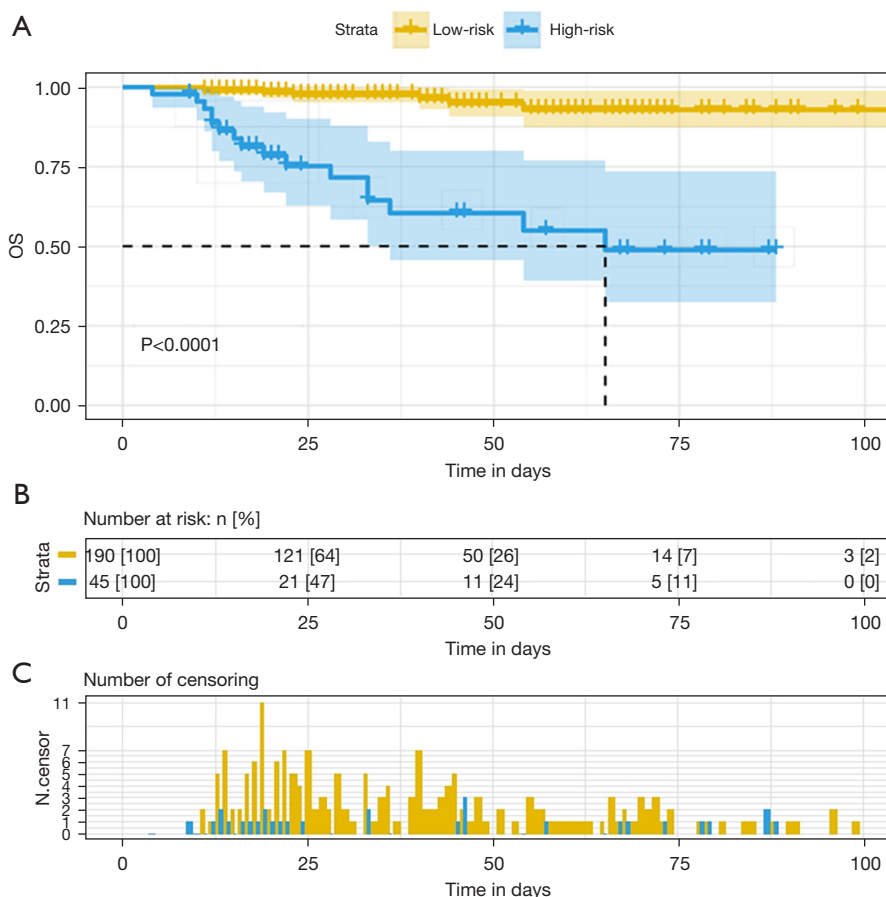 A
Strata Low-risk High-risk
1.00
0.75
0.50
0.25
0.00
OS
P<0.0001
0 25 50 75 100
Time in days
B
Number at risk: n [%]
Strata
190 [100] 121 [64] 50 [26] 14 [7] 3 [2]
45 [100] 21 [47] 11 [24] 5 [11] 0 [0]
0 25 50 75 100
Time in days
C
Number of censoring
N.censor
11
7
6
5
4
3
2
1
0
0 25 50 75 100
Time in days